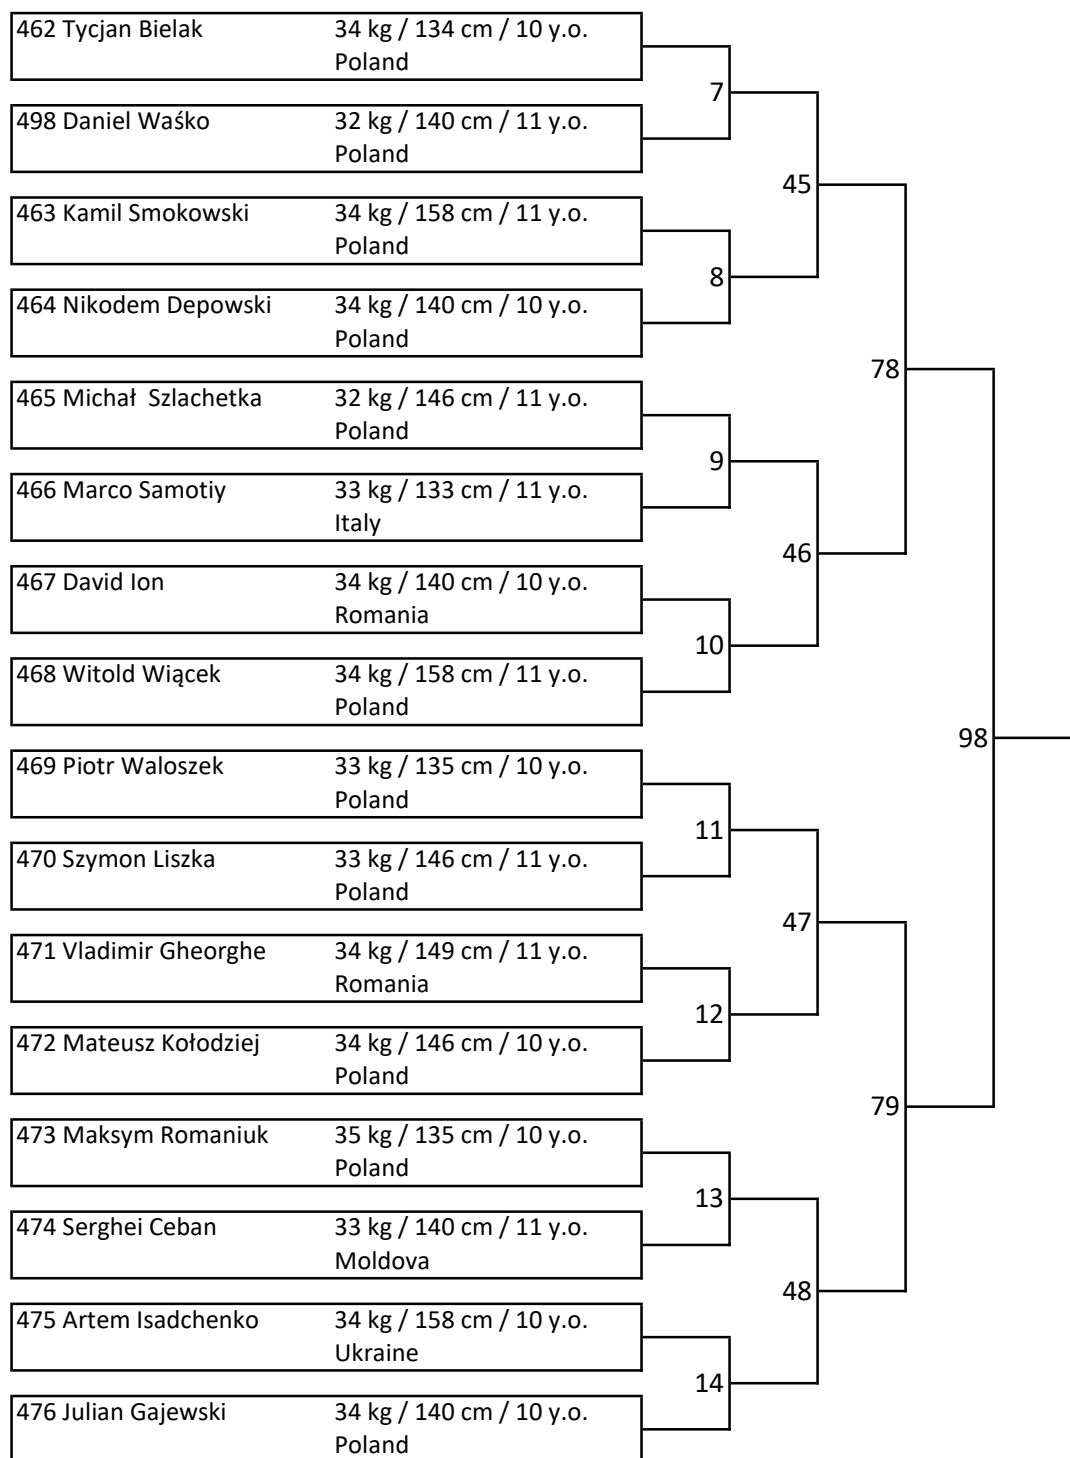 462 Tycjan Bielak 34 kg / 134 cm / 10 y.o.
Poland
7
498 Daniel Waśko 32 kg / 140 cm / 11 y.o.
Poland
45
463 Kamil Smokowski 34 kg / 158 cm / 11 y.o.
Poland
8
464 Nikodem Depowski 34 kg / 140 cm / 10 y.o.
Poland
78
465 Michał  Szlachetka 32 kg / 146 cm / 11 y.o.
Poland
9
466 Marco Samotiy 33 kg / 133 cm / 11 y.o.
Italy
46
467 David Ion 34 kg / 140 cm / 10 y.o.
Romania
10
468 Witold Wiącek 34 kg / 158 cm / 11 y.o.
Poland
98
469 Piotr Waloszek 33 kg / 135 cm / 10 y.o.
Poland
11
470 Szymon Liszka 33 kg / 146 cm / 11 y.o.
Poland
47
471 Vladimir Gheorghe 34 kg / 149 cm / 11 y.o.
Romania
12
472 Mateusz Kołodziej 34 kg / 146 cm / 10 y.o.
Poland
79
473 Maksym Romaniuk 35 kg / 135 cm / 10 y.o.
Poland
13
474 Serghei Ceban 33 kg / 140 cm / 11 y.o.
Moldova
48
475 Artem Isadchenko 34 kg / 158 cm / 10 y.o.
Ukraine
14
476 Julian Gajewski 34 kg / 140 cm / 10 y.o.
Poland